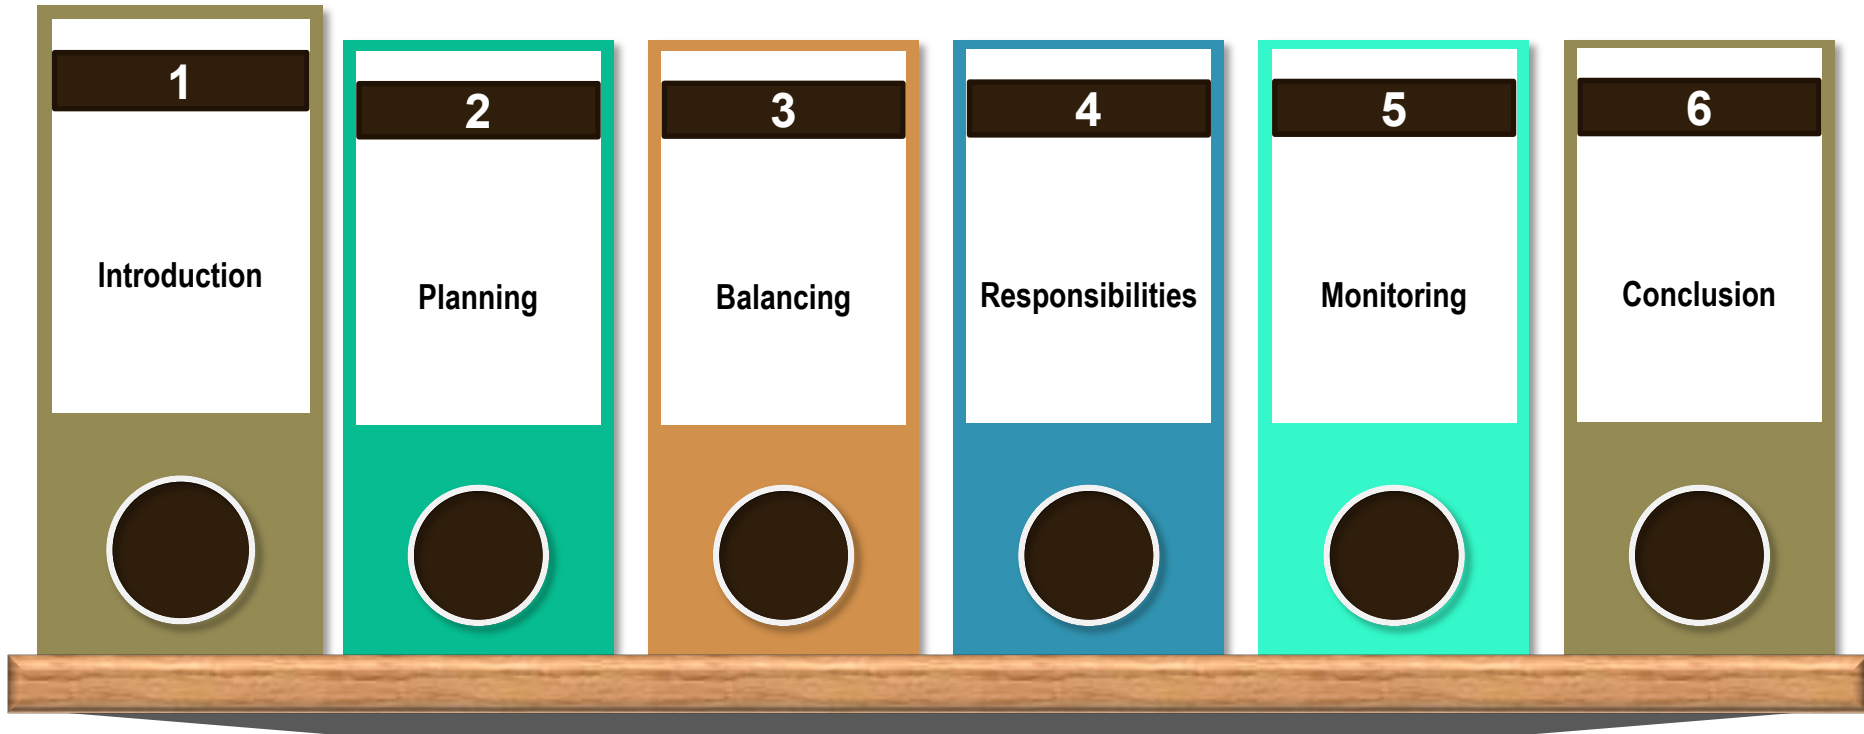 1
Introduction
2
Planning
3
Balancing
4
Responsibilities
5
Monitoring
6
Conclusion